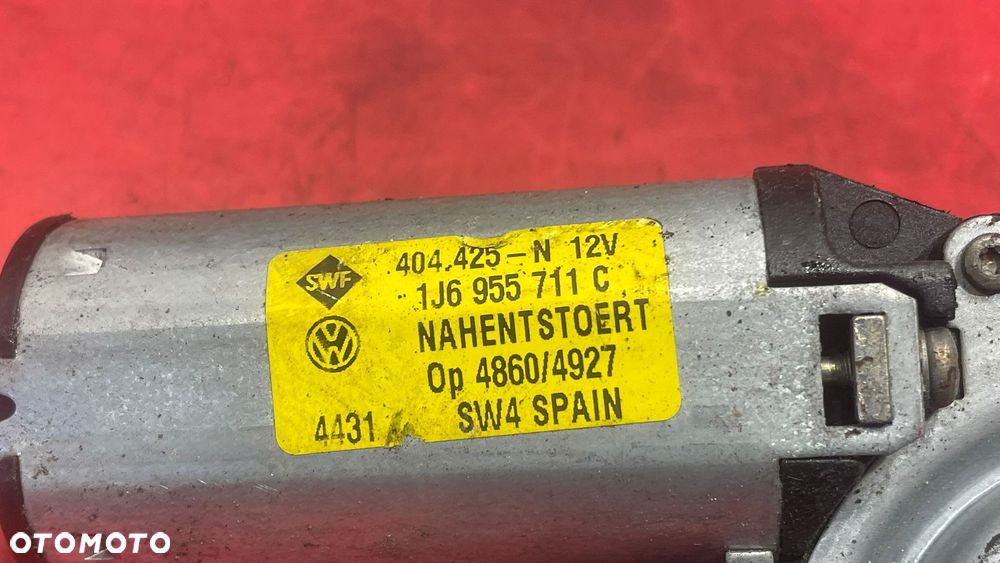 404.425-N 12V
SWF
1J6 955 711 C
NAHENTSTOERT
Op 4860/4927
4431
SW4 SPAIN
OTOMOTO